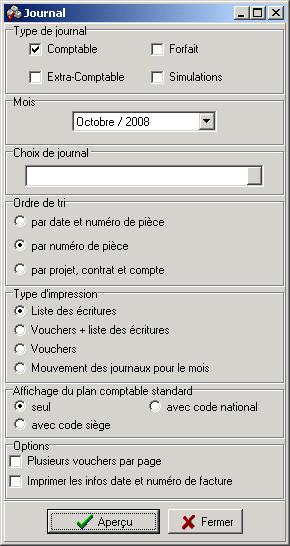 Journal
Type de journal
Comptable
Forfait
Extra-Comptable
Simulations
Mois
Octobre / 2008
Choix de journal
Ordre de tri
par date et numéro de pièce
par numéro de pièce
par projet, contrat et compte
Type d'impression
Liste des écritures
Vouchers + liste des écritures
Vouchers
Mouvement des journaux pour le mois
Affichage du plan comptable standard
seul
avec code national
avec code siège
Options
Plusieurs vouchers par page
Imprimer les infos date et numéro de facture
Aperçu
Fermer